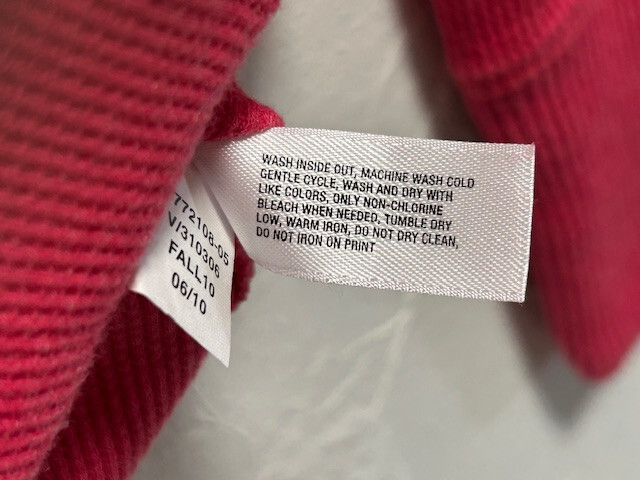 WASH INSIDE OUT, MACHINE WASH COLD
GENTLE CYCLE, WASH AND DRY WITH
LIKE COLORS, ONLY NON-CHLORINE
BLEACH WHEN NEEDED, TUMBLE DRY
LOW, WARM IRON, DO NOT DRY CLEAN,
DO NOT IRON ON PRINT
772108-05
V/310306
FALL10
06/10